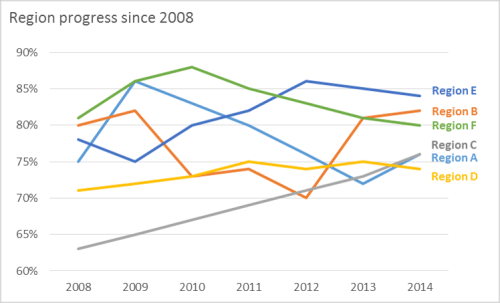 Region progress since 2008
90%
85%
80%
75%
70%
65%
60%
Region E
Region B
Region F
Region C
Region A
Region D
2008 2009 2010 2011 2012 2013 2014